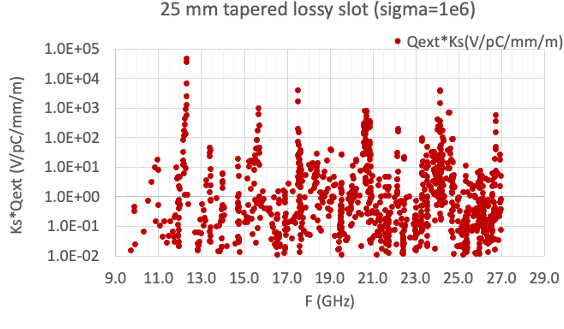 25 mm tapered lossy slot (sigma=1e6)
Qext*Ks(V/pC/mm/m)
Ks*Qext (V/pC/mm/m)
1.0E+05
1.0E+04
1.0E+03
1.0E+02
1.0E+01
1.0E+00
1.0E-01
1.0E-02
9.0 11.0 13.0 15.0 17.0 19.0 21.0 23.0 25.0 27.0 29.0
F (GHz)